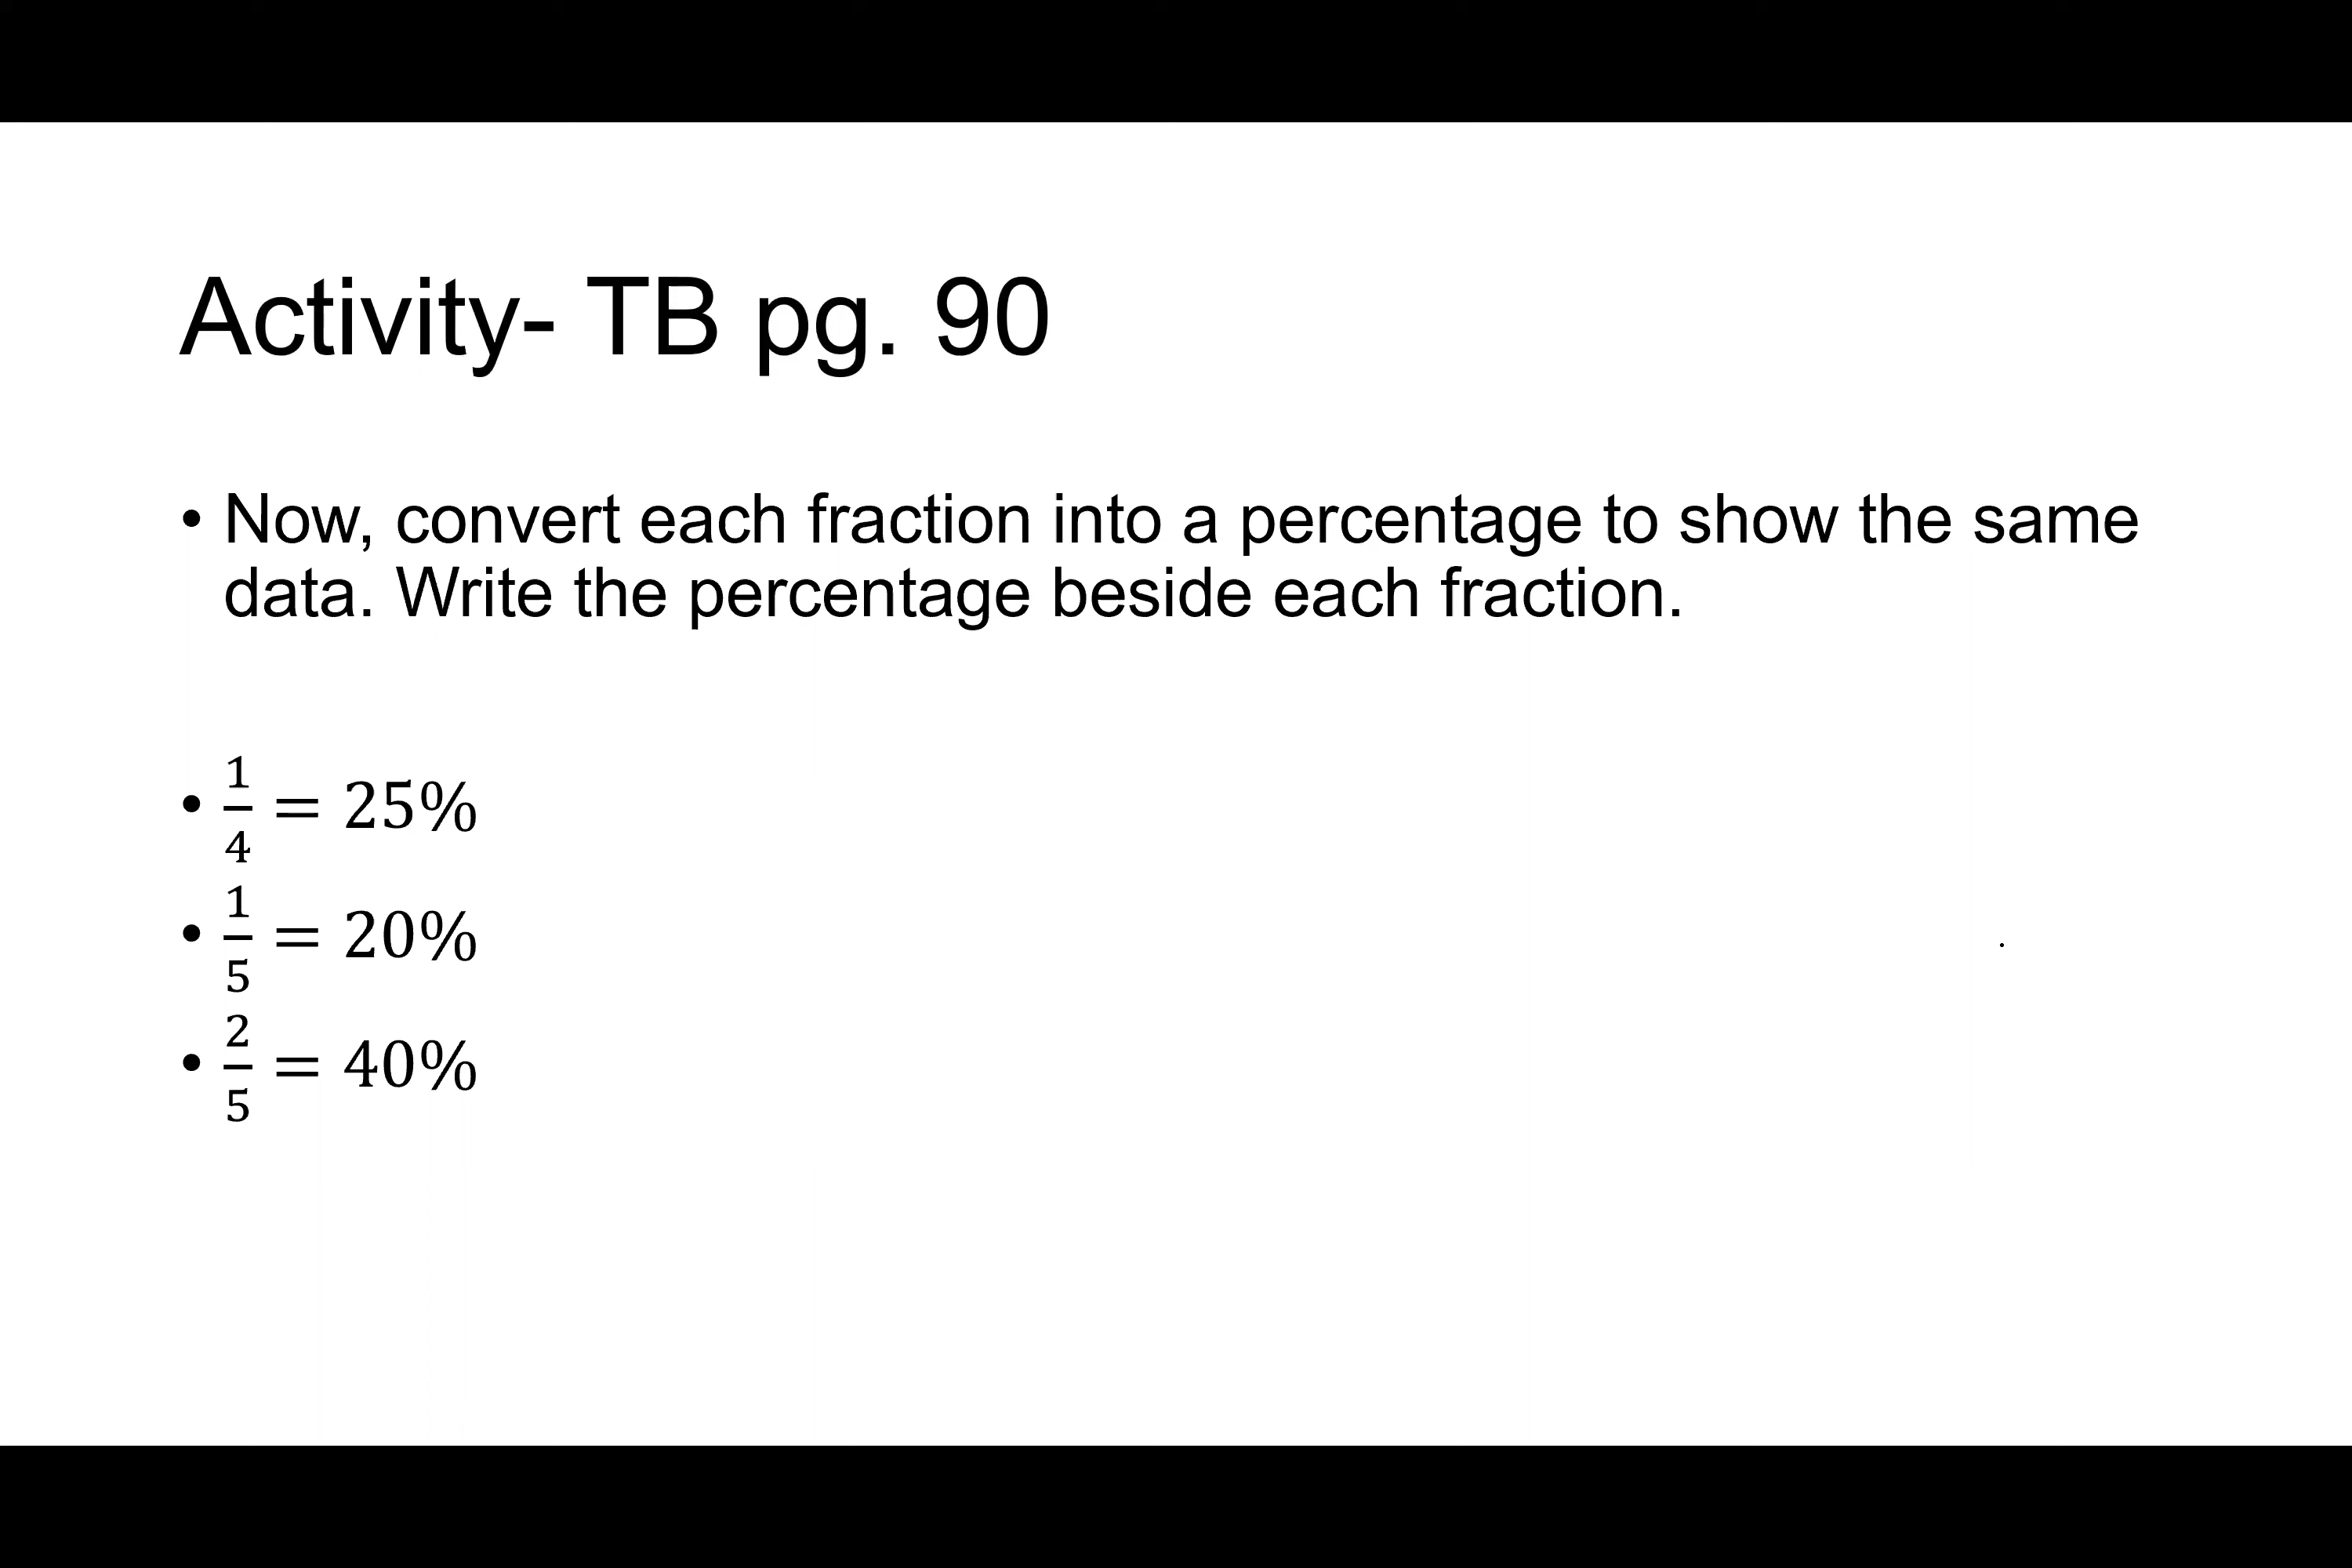 Activity- TB pg. 90
• Now, convert each fraction into a percentage to show the same
data. Write the percentage beside each fraction.
• 1/4 = 25%
• 1/5 = 20%
• 2/5 = 40%